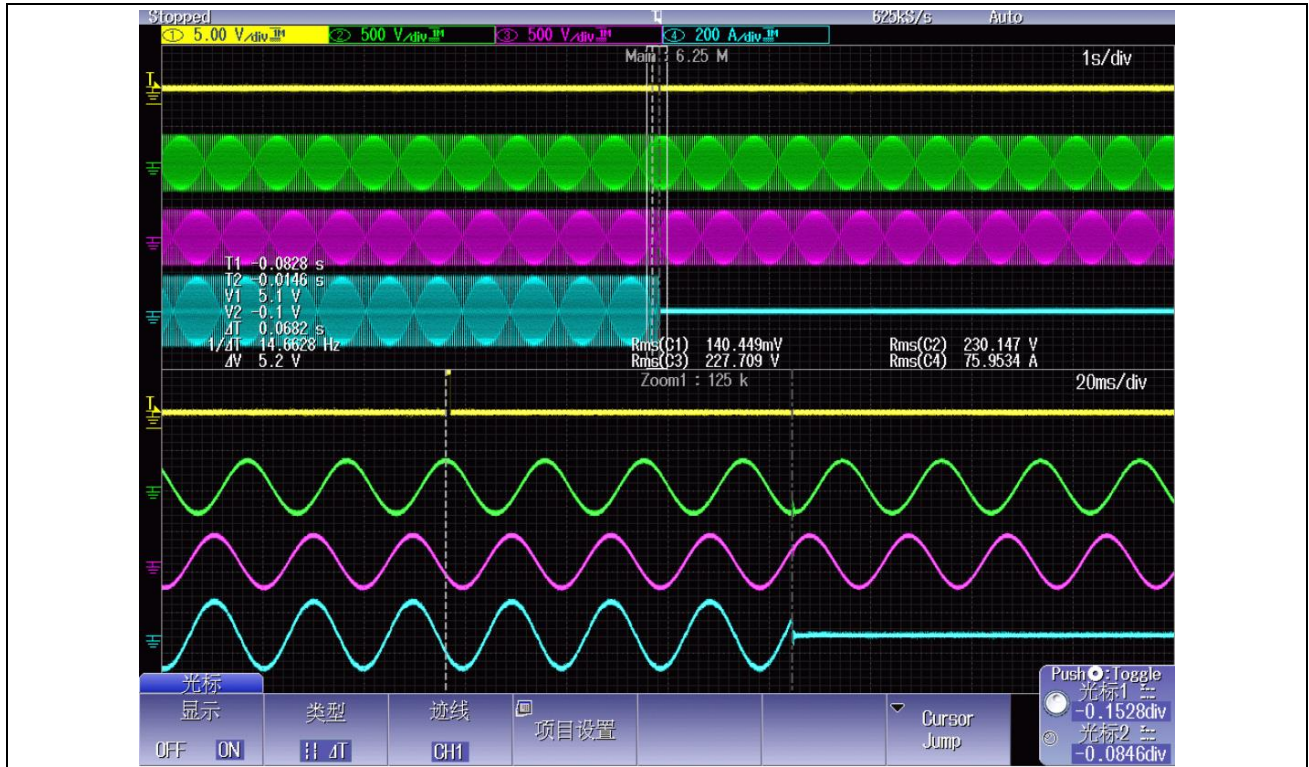 Stopped 625kS/s Auto
① 5.00 V/div ② 500 V/div ③ 500 V/div ④ 200 A/div
Main : 6.25 M 1s/div
T1 -0.0828 s
T2 -0.0146 s
V1 5.1 V
V2 -0.1 V
ΔT 0.0682 s
1/ΔT 14.6628 Hz
ΔV 5.2 V
Rms(C1) 140.449mV Rms(C2) 230.147 V
Rms(C3) 227.709 V Rms(C4) 75.9534 A
Zoom1 : 125 k 20ms/div
光标
显示 类型 迹线 项目设置 Cursor Jump
OFF ON ΔT CH1
Push :Toggle
光标1
-0.1528div
光标2
-0.0846div